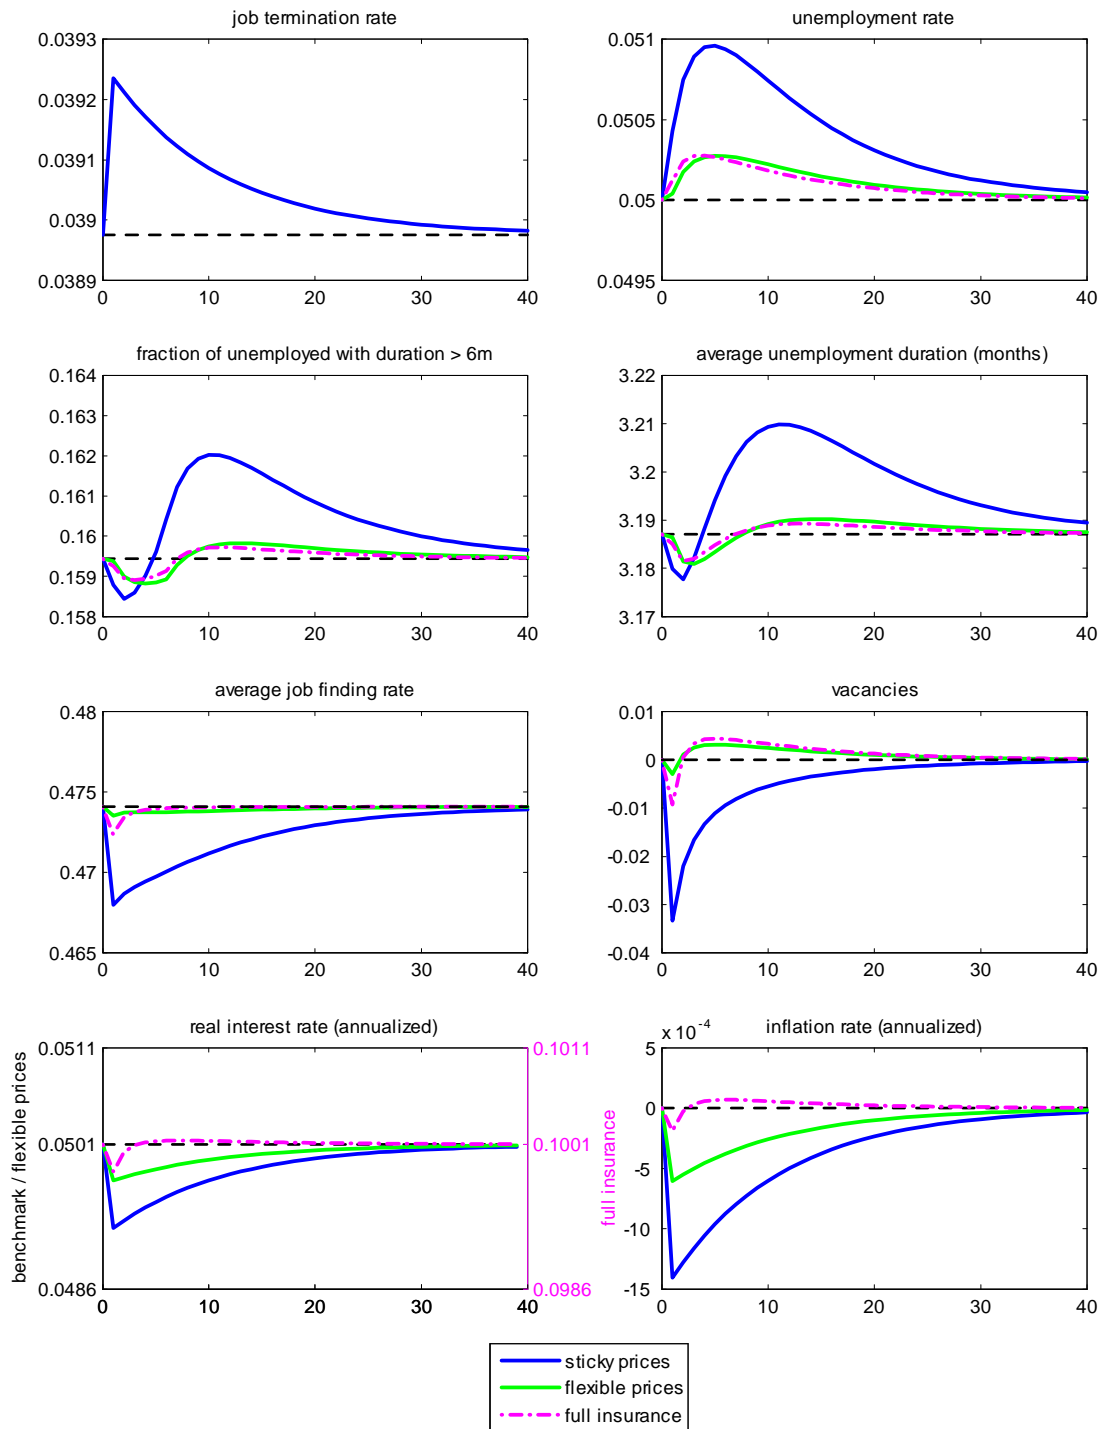 job termination rate
0.0393
0.0392
0.0391
0.039
0.0389
0 10 20 30 40
unemployment rate
0.051
0.0505
0.05
0.0495
0 10 20 30 40
fraction of unemployed with duration > 6m
0.164
0.163
0.162
0.161
0.16
0.159
0.158
0 10 20 30 40
average unemployment duration (months)
3.22
3.21
3.2
3.19
3.18
3.17
0 10 20 30 40
average job finding rate
0.48
0.475
0.47
0.465
0 10 20 30 40
vacancies
0.01
0
-0.01
-0.02
-0.03
-0.04
0 10 20 30 40
real interest rate (annualized)
benchmark / flexible prices
0.0511
0.0501
0.0486
0.1011
0.1001
0.0986
full insurance
0 10 20 30 40
inflation rate (annualized)
x 10-4
5
0
-5
-10
-15
0 10 20 30 40
sticky prices
flexible prices
full insurance